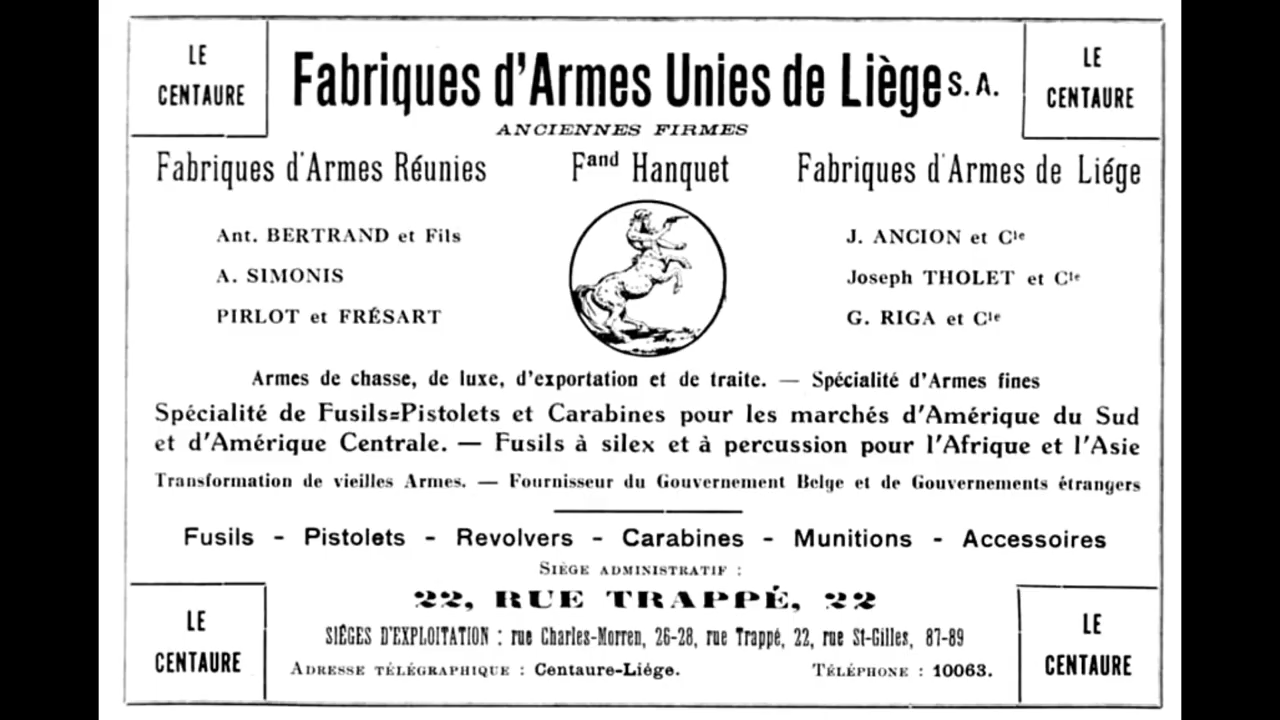 LE CENTAURE
Fabriques d'Armes Unies de Liège S. A.
LE CENTAURE
ANCIENNES FIRMES
Fabriques d'Armes Réunies
Fand Hanquet
Fabriques d'Armes de Liége
Ant. BERTRAND et Fils
J. ANCION et Cie
A. SIMONIS
Joseph THOLET et Cie
PIRLOT et FRÉSART
G. RIGA et Cie
Armes de chasse, de luxe, d'exportation et de traite. — Spécialité d'Armes fines
Spécialité de Fusils=Pistolets et Carabines pour les marchés d'Amérique du Sud
et d'Amérique Centrale. — Fusils à silex et à percussion pour l'Afrique et l'Asie
Transformation de vieilles Armes. — Fournisseur du Gouvernement Belge et de Gouvernements étrangers
Fusils - Pistolets - Revolvers - Carabines - Munitions - Accessoires
SIÈGE ADMINISTRATIF :
22, RUE TRAPPÉ, 22
SIÉGES D'EXPLOITATION : rue Charles-Morren, 26-28, rue Trappé, 22, rue St-Gilles, 87-89
ADRESSE TÉLÉGRAPHIQUE : Centaure-Liége.
TÉLÉPHONE : 10063.
LE CENTAURE
LE CENTAURE